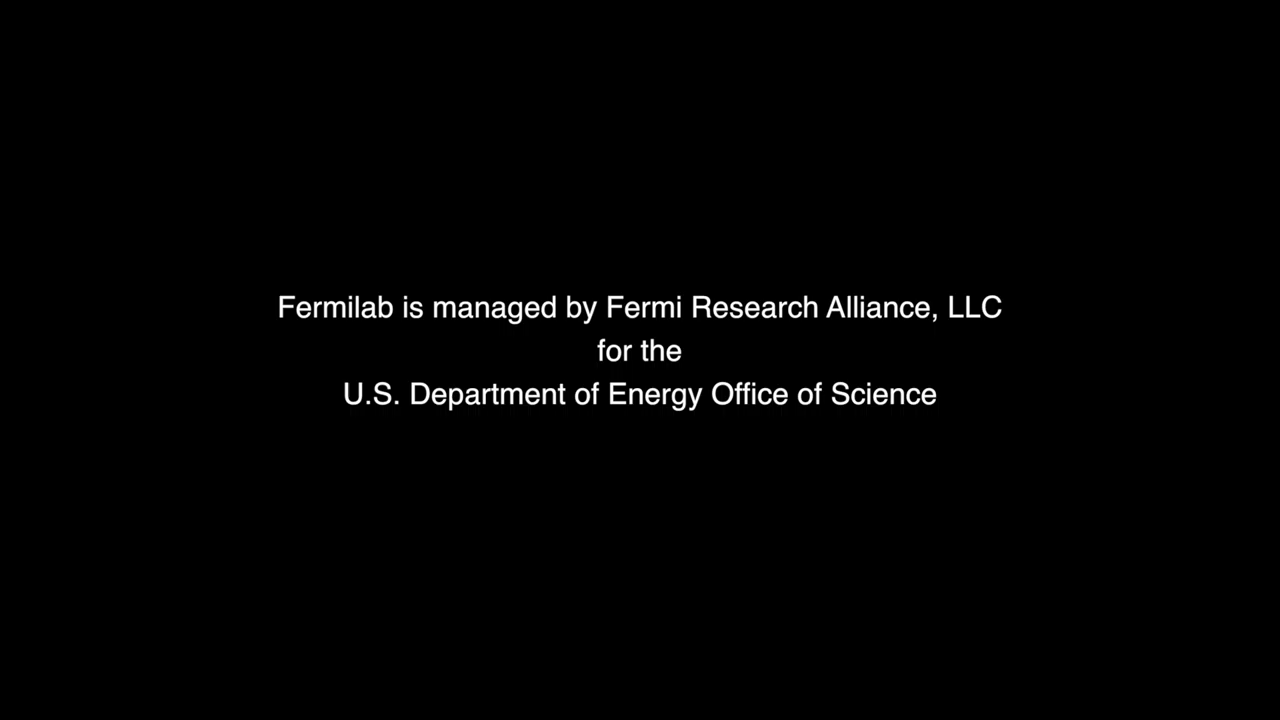 Fermilab is managed by Fermi Research Alliance, LLC
for the
U.S. Department of Energy Office of Science